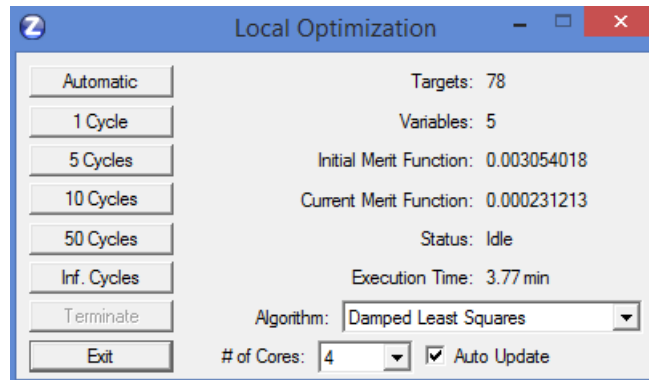 Local Optimization
Automatic Targets: 78
1 Cycle Variables: 5
5 Cycles Initial Merit Function: 0.003054018
10 Cycles Current Merit Function: 0.000231213
50 Cycles Status: Idle
Inf. Cycles Execution Time: 3.77 min
Terminate Algorithm: Damped Least Squares
Exit # of Cores: 4 Auto Update